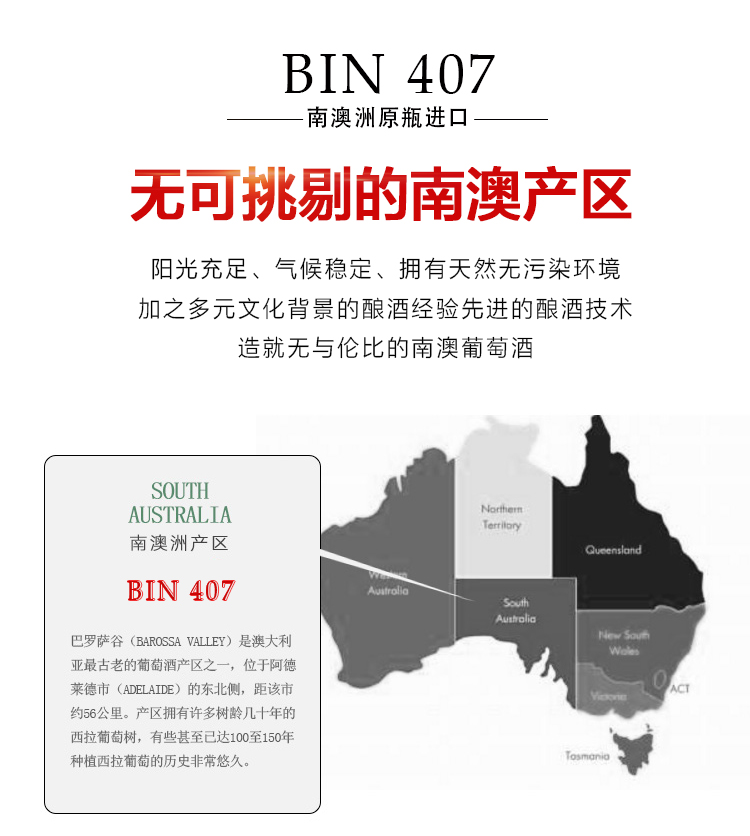 BIN 407
南澳洲原瓶进口
无可挑剔的南澳产区
阳光充足、气候稳定、拥有天然无污染环境
加之多元文化背景的酿酒经验先进的酿酒技术
造就无与伦比的南澳葡萄酒
SOUTH
AUSTRALIA
南澳洲产区
BIN 407
巴罗萨谷（BAROSSA VALLEY）是澳大利
亚最古老的葡萄酒产区之一，位于阿德
莱德市（ADELAIDE）的东北侧，距该市
约56公里。产区拥有许多树龄几十年的
西拉葡萄树，有些甚至已达100至150年
种植西拉葡萄的历史非常悠久。
Northern
Territory
Queensland
Western
Australia
South
Australia
New South
Wales
ACT
Victoria
Tasmania